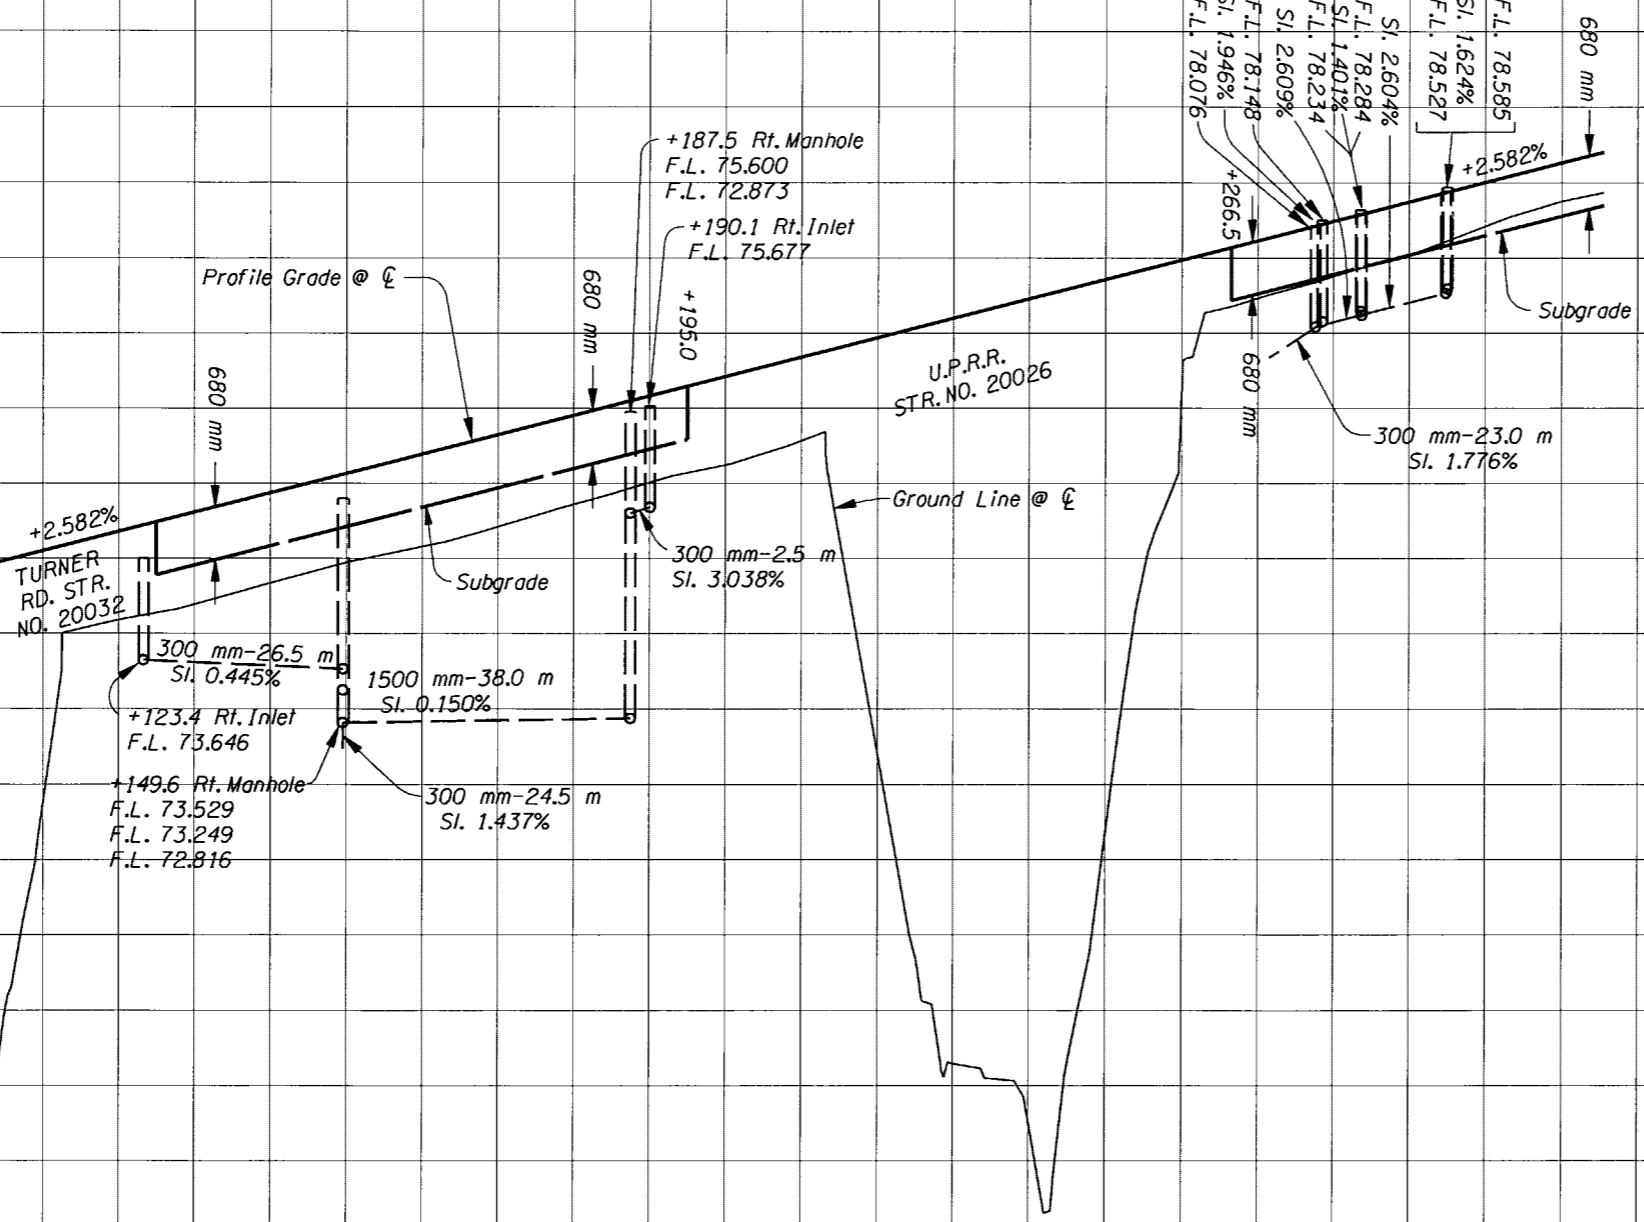 F.L. 78.585
Sl. 1.624%
F.L. 78.527
Sl. 2.604%
F.L. 78.284
Sl. 1.401%
F.L. 78.234
Sl. 2.609%
F.L. 78.148
Sl. 1.946%
F.L. 78.076
680 mm
+2.582%
+187.5 Rt. Manhole
F.L. 75.600
F.L. 72.873
+190.1 Rt. Inlet
F.L. 75.677
+266.5
Profile Grade @ ℄
680 mm
+195.0
Subgrade
U.P.R.R.
STR. NO. 20026
680 mm
680 mm
300 mm-23.0 m
Sl. 1.776%
Ground Line @ ℄
+2.582%
TURNER
RD. STR.
NO. 20032
Subgrade
300 mm-2.5 m
Sl. 3.038%
300 mm-26.5 m
Sl. 0.445%
1500 mm-38.0 m
Sl. 0.150%
+123.4 Rt. Inlet
F.L. 73.646
+149.6 Rt. Manhole
F.L. 73.529
F.L. 73.249
F.L. 72.816
300 mm-24.5 m
Sl. 1.437%